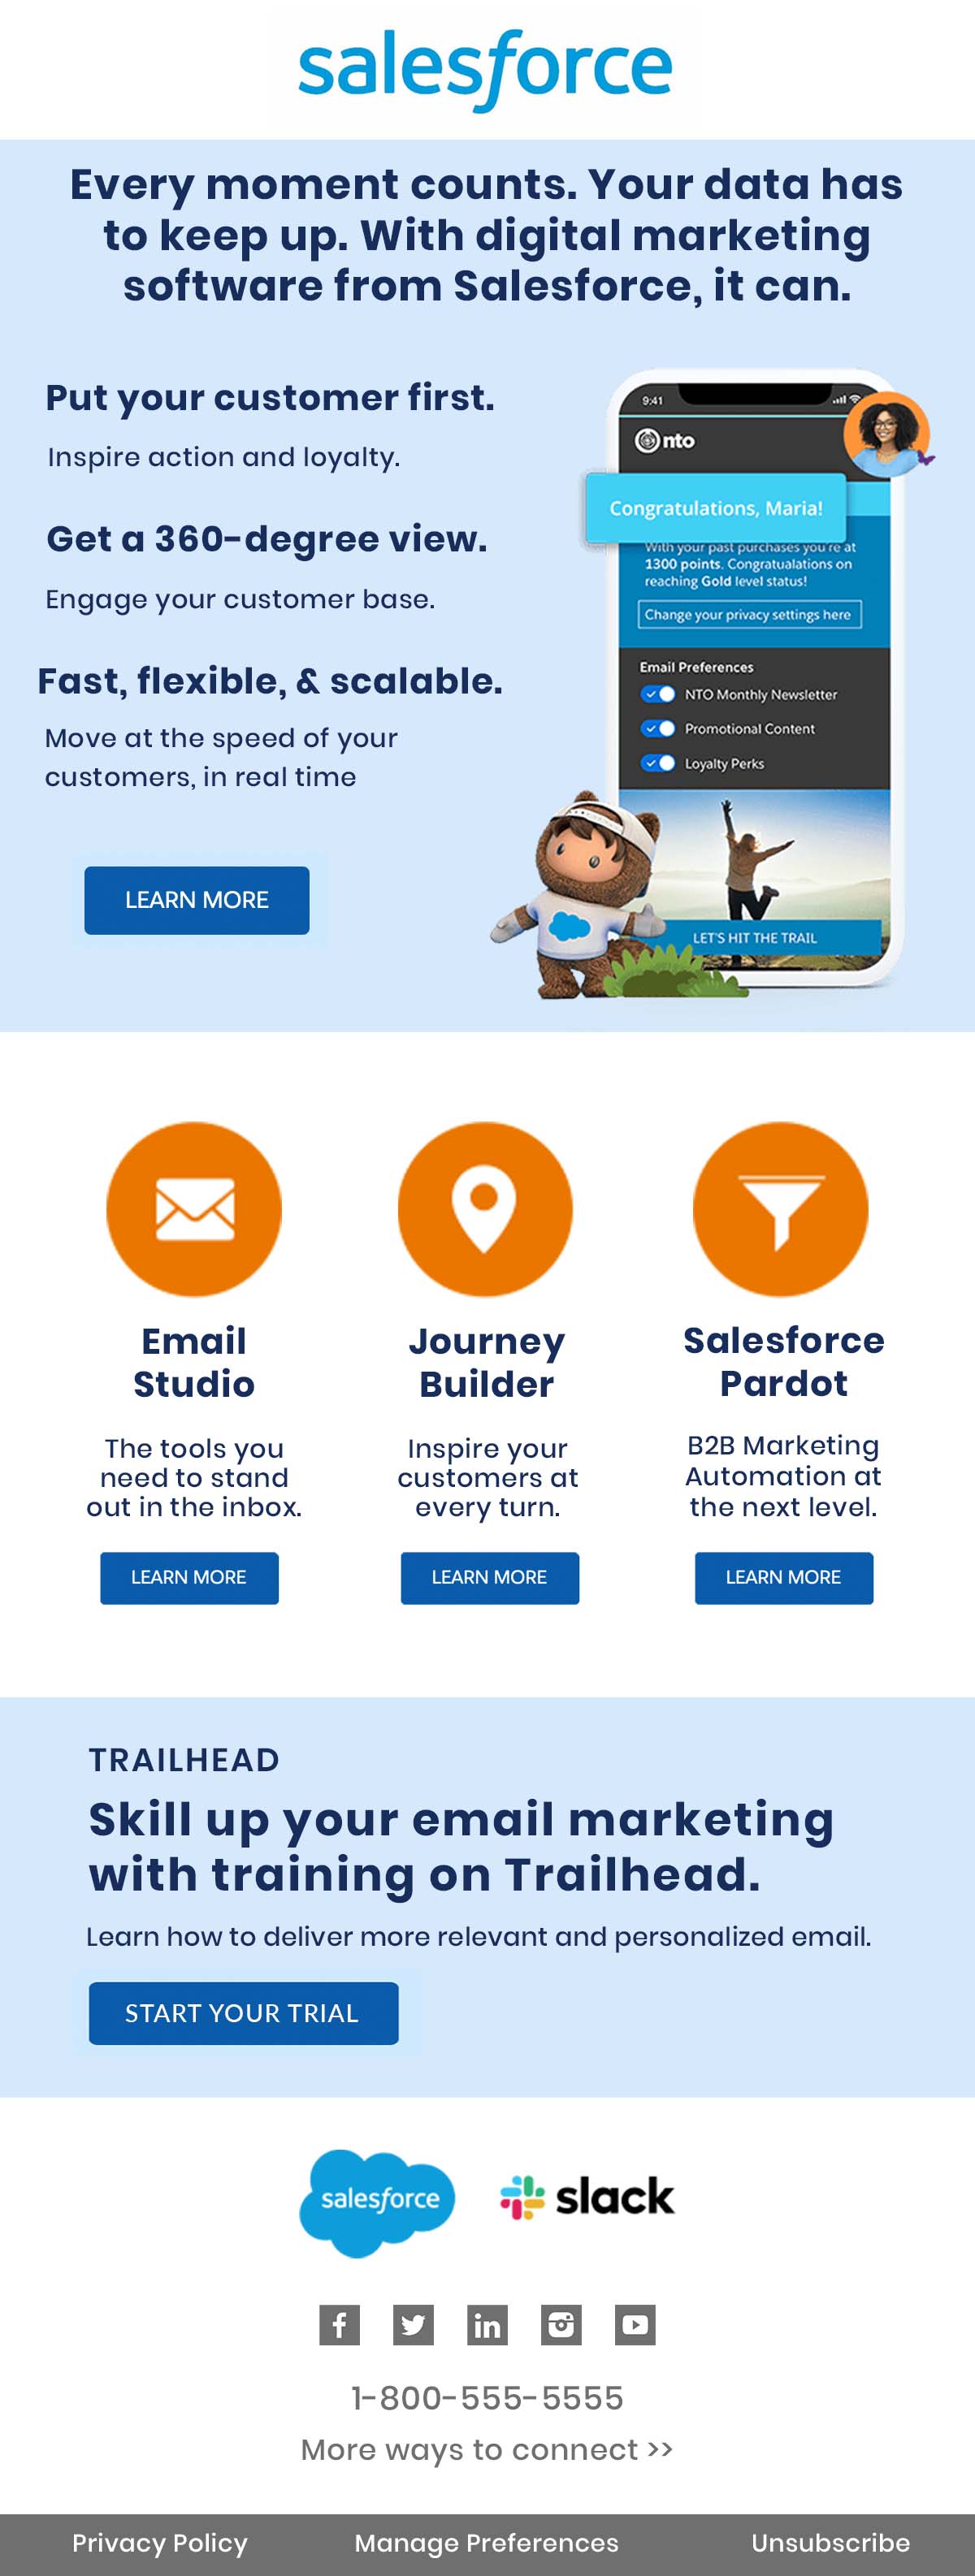 salesforce
Every moment counts. Your data has
to keep up. With digital marketing
software from Salesforce, it can.
Put your customer first.
Inspire action and loyalty.
Get a 360-degree view.
Engage your customer base.
Fast, flexible, & scalable.
Move at the speed of your
customers, in real time
LEARN MORE
9:41
nto
Congratulations, Maria!
With your past purchases you're at
1300 points. Congratualations on
reaching Gold level status!
Change your privacy settings here
Email Preferences
NTO Monthly Newsletter
Promotional Content
Loyalty Perks
LET'S HIT THE TRAIL
Email
Studio
The tools you
need to stand
out in the inbox.
LEARN MORE
Journey
Builder
Inspire your
customers at
every turn.
LEARN MORE
Salesforce
Pardot
B2B Marketing
Automation at
the next level.
LEARN MORE
TRAILHEAD
Skill up your email marketing
with training on Trailhead.
Learn how to deliver more relevant and personalized email.
START YOUR TRIAL
salesforce
slack
1-800-555-5555
More ways to connect >>
Privacy Policy
Manage Preferences
Unsubscribe